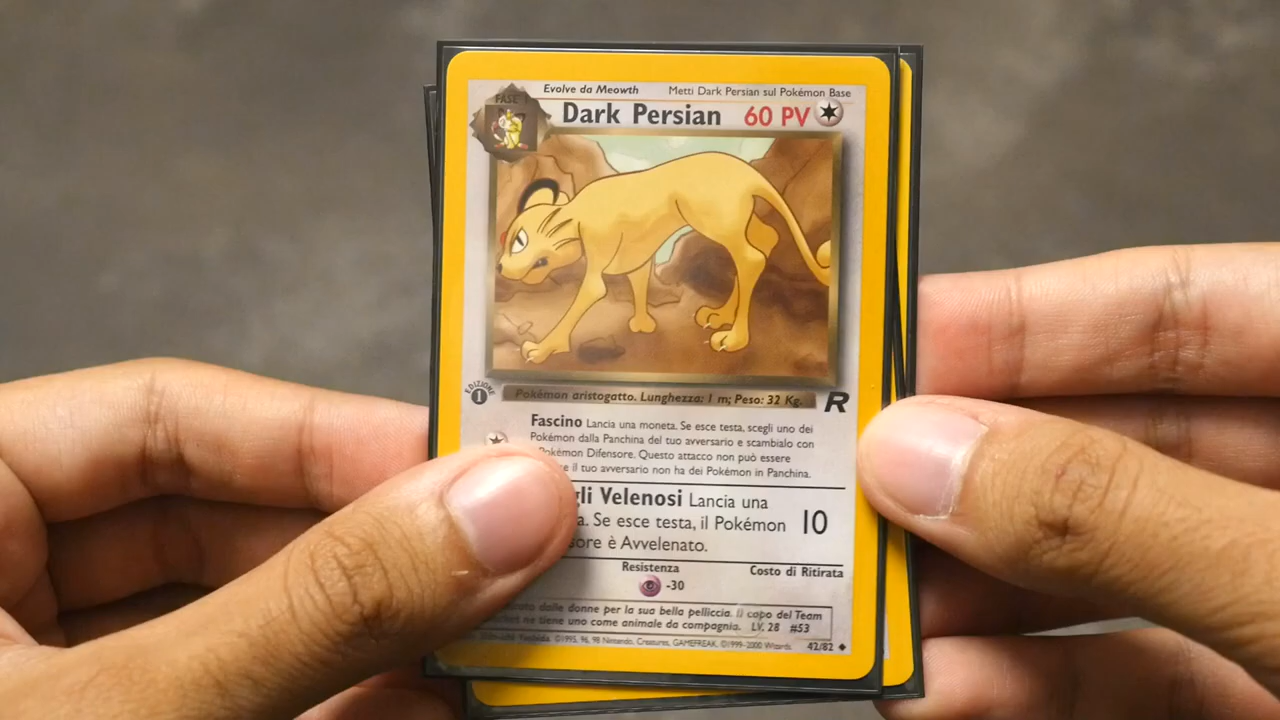 Evolve da Meowth Metti Dark Persian sul Pokémon Base
FASE 1
Dark Persian 60 PV
EDIZIONE
1
Pokémon aristogatto. Lunghezza: 1 m; Peso: 32 Kg.
R
Fascino Lancia una moneta. Se esce testa, scegli uno dei
Pokémon dalla Panchina del tuo avversario e scambialo con
Pokémon Difensore. Questo attacco non può essere
e il tuo avversario non ha dei Pokémon in Panchina.
gli Velenosi Lancia una
a. Se esce testa, il Pokémon 10
sore è Avvelenato.
Resistenza Costo di Ritirata
-30
dalle donne per la sua bella pelliccia. Il capo del Team
ne tiene uno come animale da compagnia. LV. 28 #53
©1995, 96, 98 Nintendo, Creatures, GAMEFREAK. ©1999-2000 Wizards. 42/82